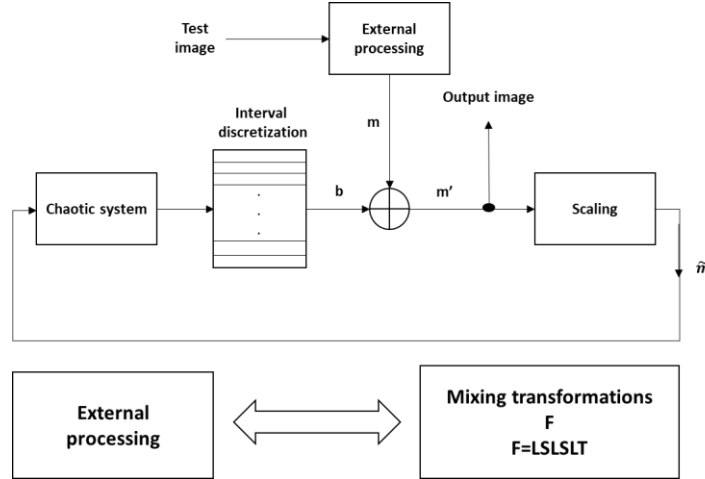 Test
image
External
processing
Output image
Interval
discretization
m
Chaotic system
.
.
.
b
m’
Scaling
ñ
External
processing
Mixing transformations
F
F=LSLSLT